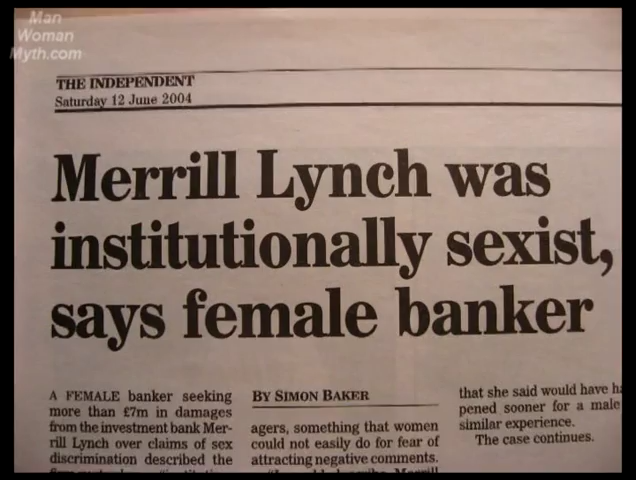 Man
Woman
Myth.com
THE INDEPENDENT
Saturday 12 June 2004
Merrill Lynch was
institutionally sexist,
says female banker
A FEMALE banker seeking
more than £7m in damages
from the investment bank Mer-
rill Lynch over claims of sex
discrimination described the
BY SIMON BAKER
agers, something that women
could not easily do for fear of
attracting negative comments.
that she said would have
pened sooner for a male
similar experience.
The case continues.